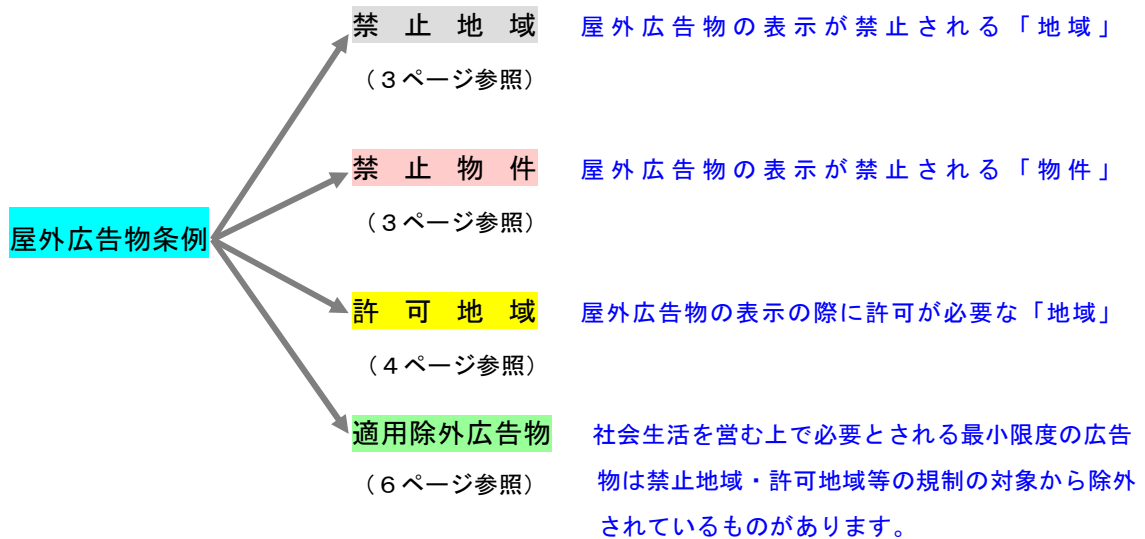 禁止地域 屋外広告物の表示が禁止される「地域」
（３ページ参照）
禁止物件 屋外広告物の表示が禁止される「物件」
（３ページ参照）
屋外広告物条例
許可地域 屋外広告物の表示の際に許可が必要な「地域」
（４ページ参照）
適用除外広告物 社会生活を営む上で必要とされる最小限度の広告
（６ページ参照） 物は禁止地域・許可地域等の規制の対象から除外
されているものがあります。